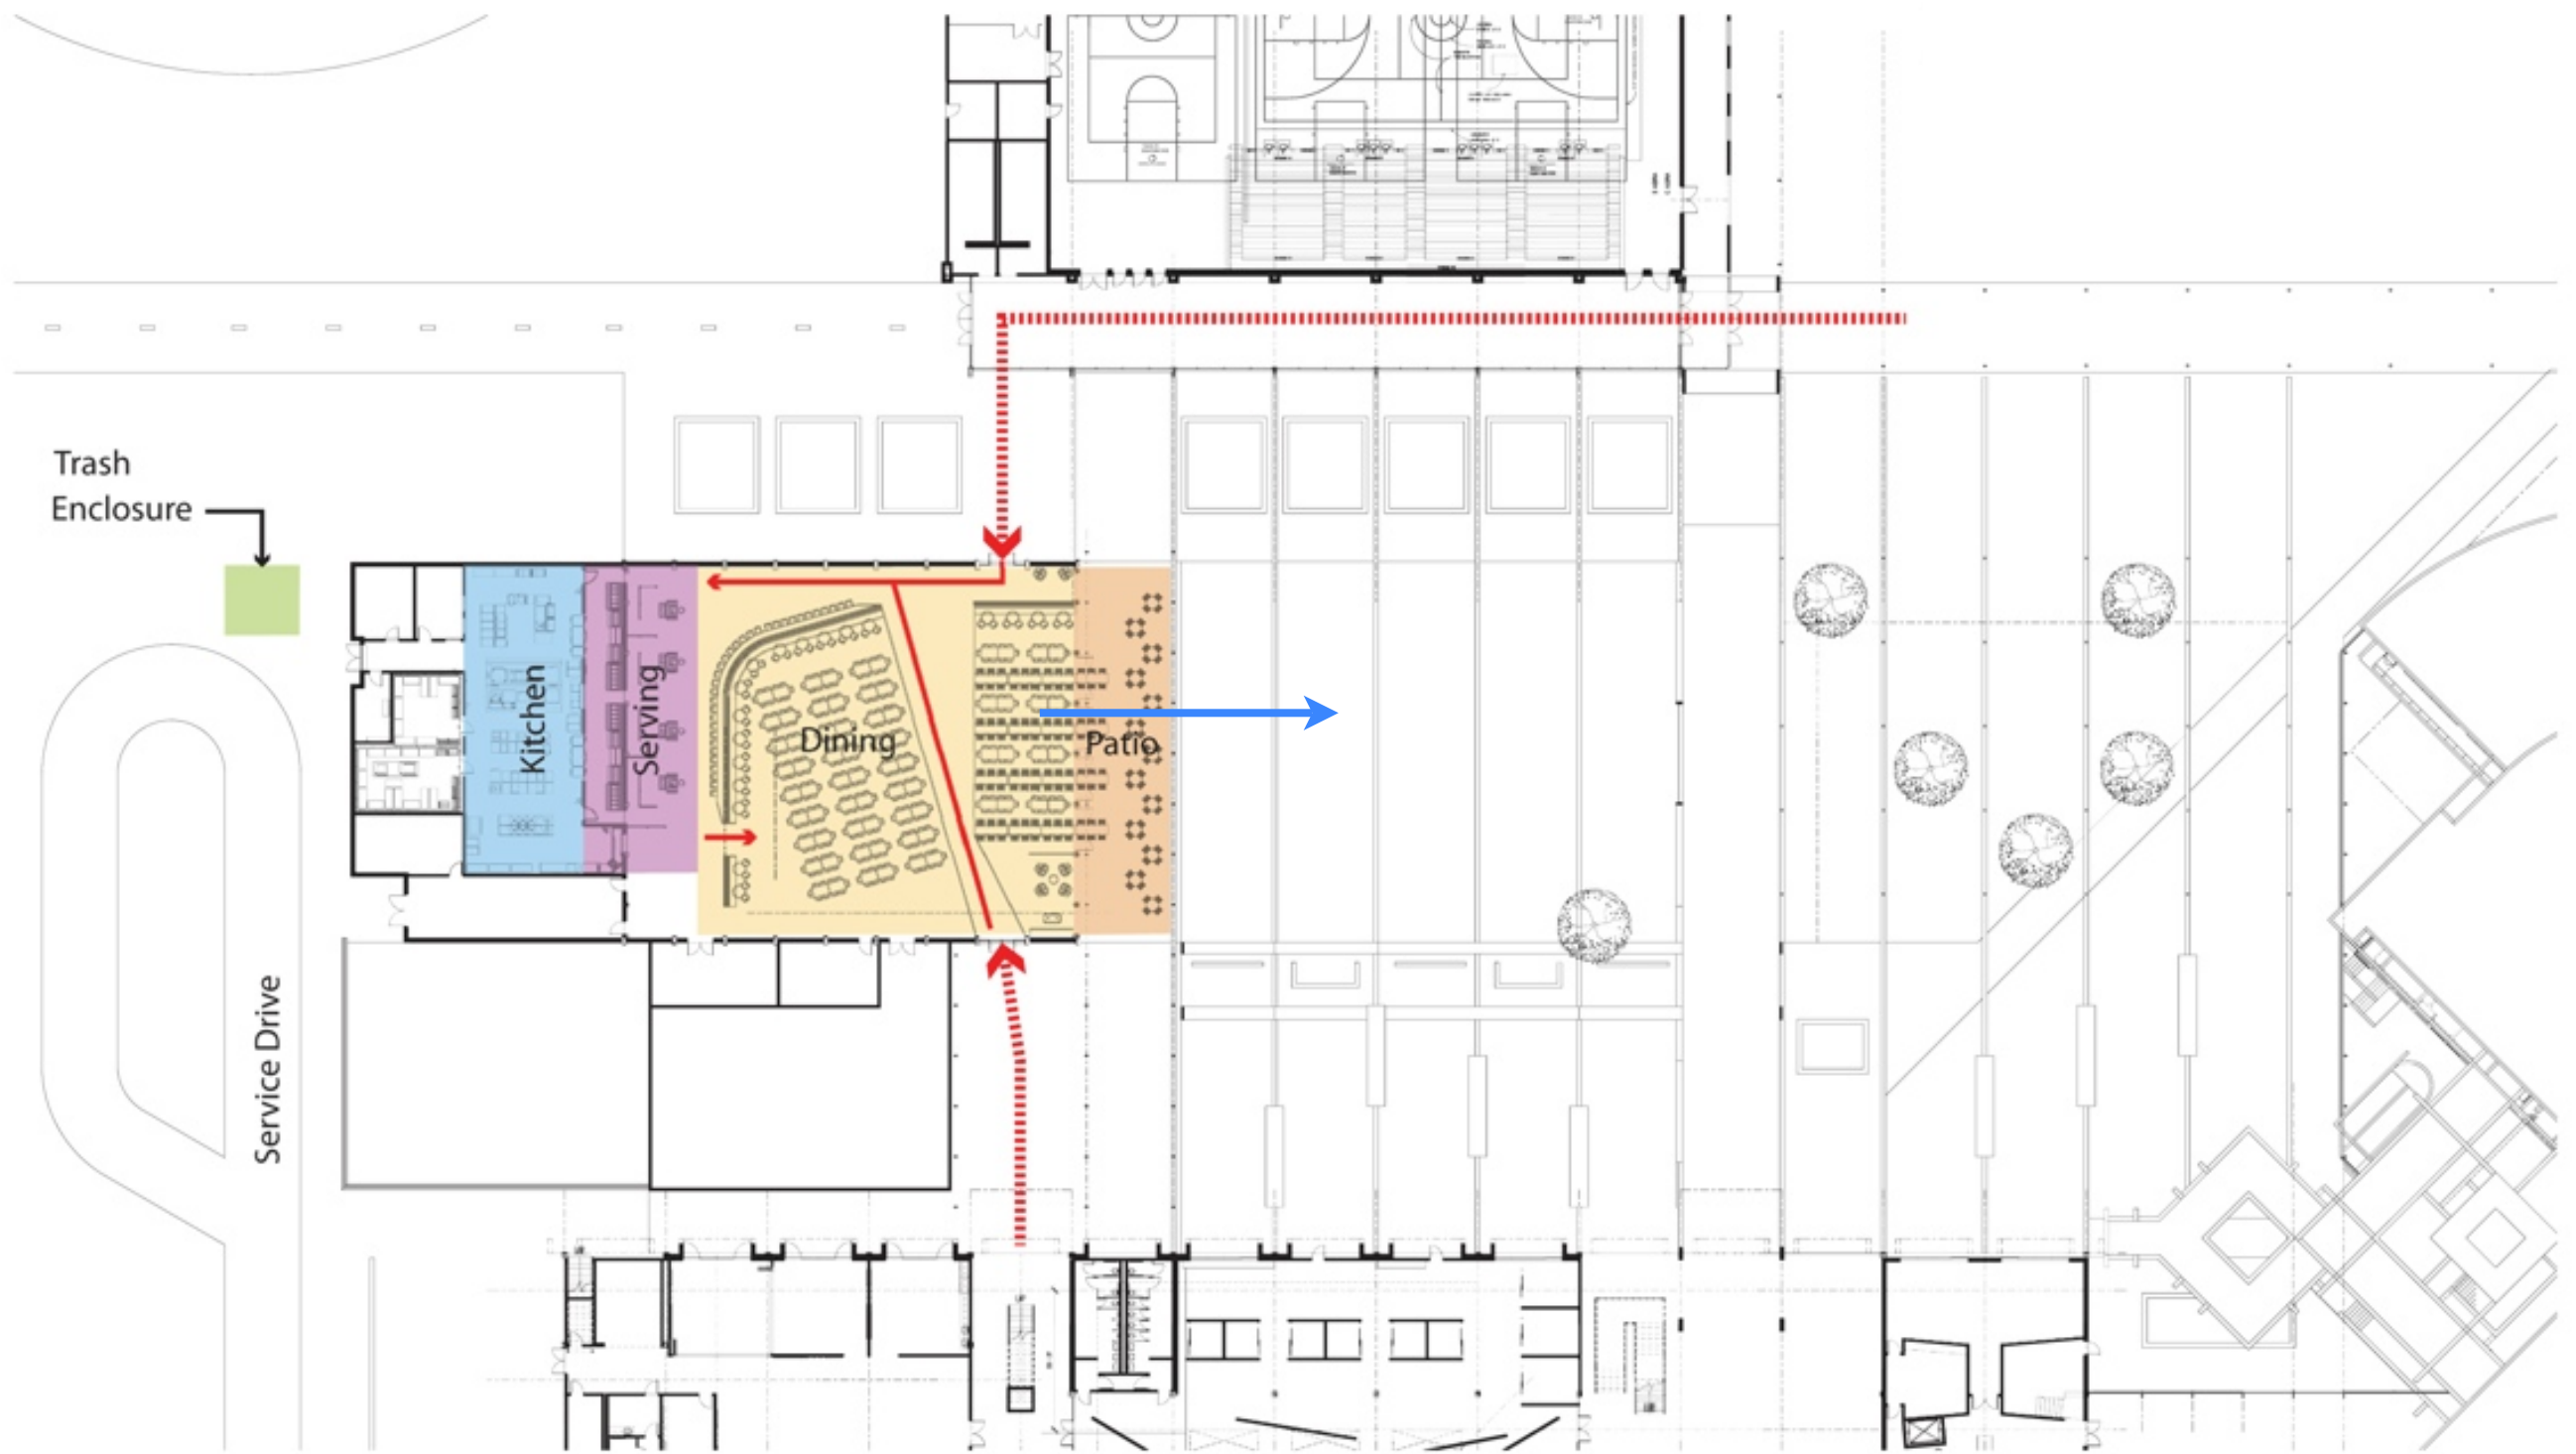 Trash
Enclosure
Kitchen
Serving
Dining
Patio
Service Drive